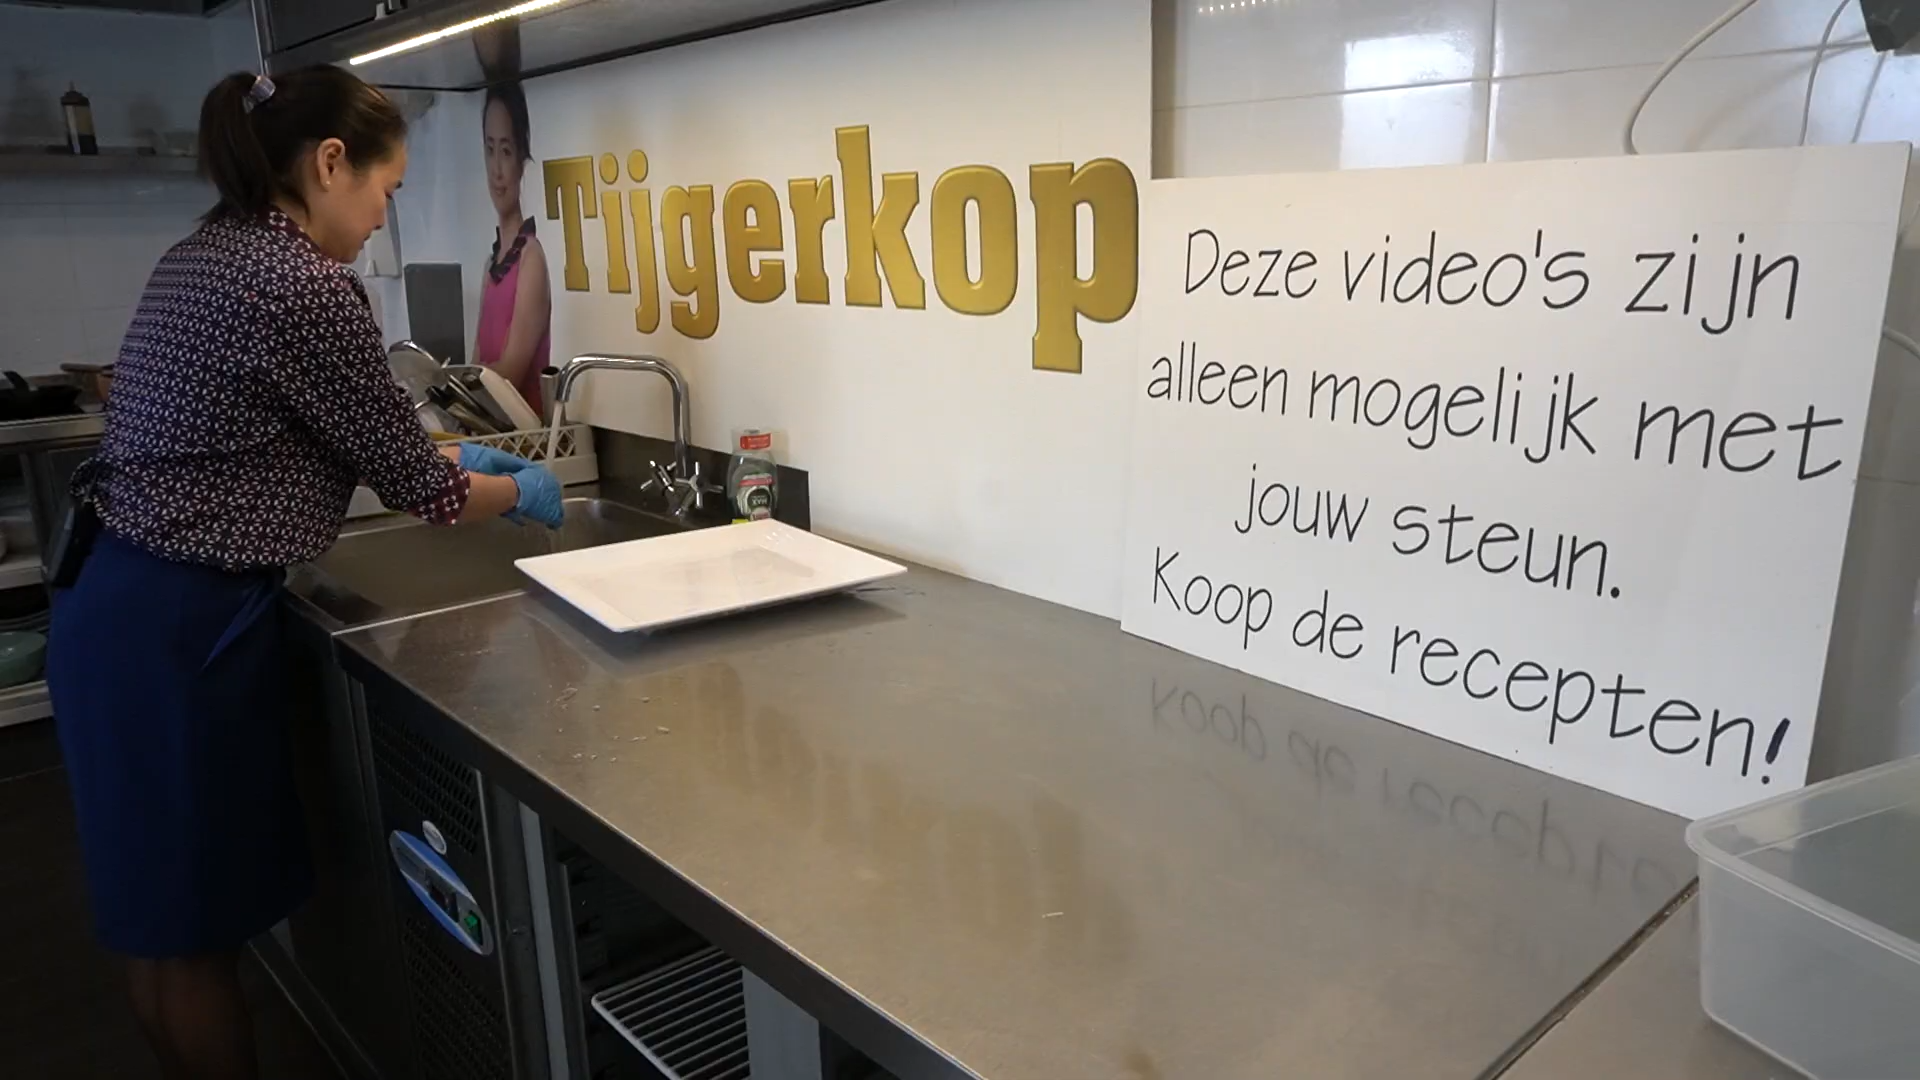 Tijgerkop
Deze video's zijn
alleen mogelijk met
jouw steun.
Koop de recepten!